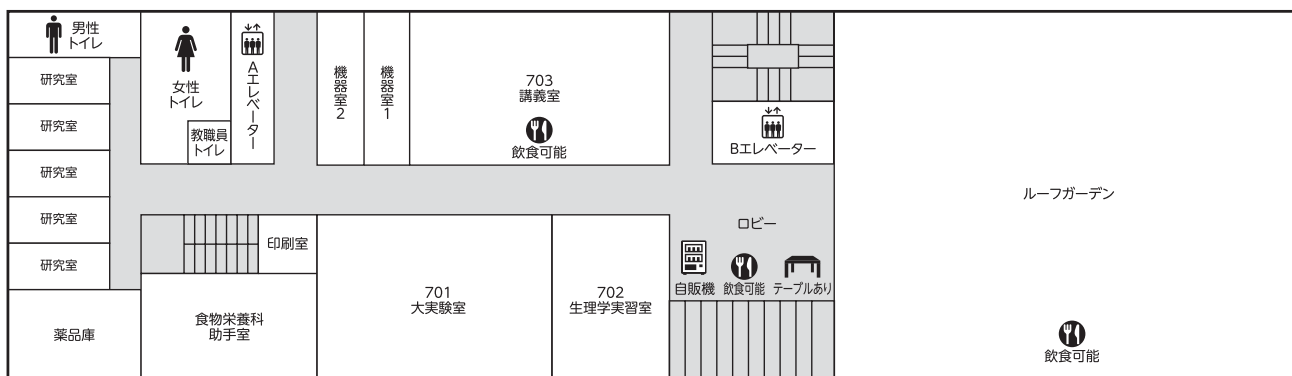 男性
トイレ
研究室
研究室
研究室
研究室
研究室
薬品庫
女性
トイレ
教職員
トイレ
Aエレベーター
機器室2
機器室1
703
講義室
飲食可能
Bエレベーター
印刷室
食物栄養科
助手室
701
大実験室
702
生理学実習室
ロビー
自販機
飲食可能
テーブルあり
ルーフガーデン
飲食可能